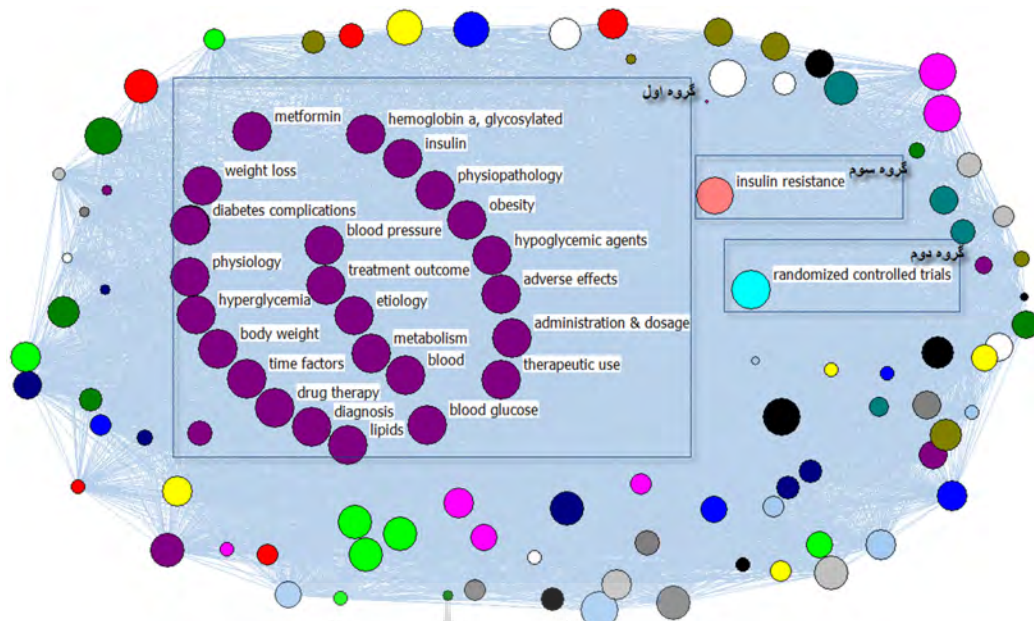 گروه اول
metformin
hemoglobin a, glycosylated
insulin
weight loss
physiopathology
diabetes complications
obesity
blood pressure
hypoglycemic agents
physiology
treatment outcome
adverse effects
hyperglycemia
etiology
administration & dosage
body weight
metabolism
time factors
blood
therapeutic use
drug therapy
diagnosis
blood glucose
lipids
گروه سوم
insulin resistance
گروه دوم
randomized controlled trials